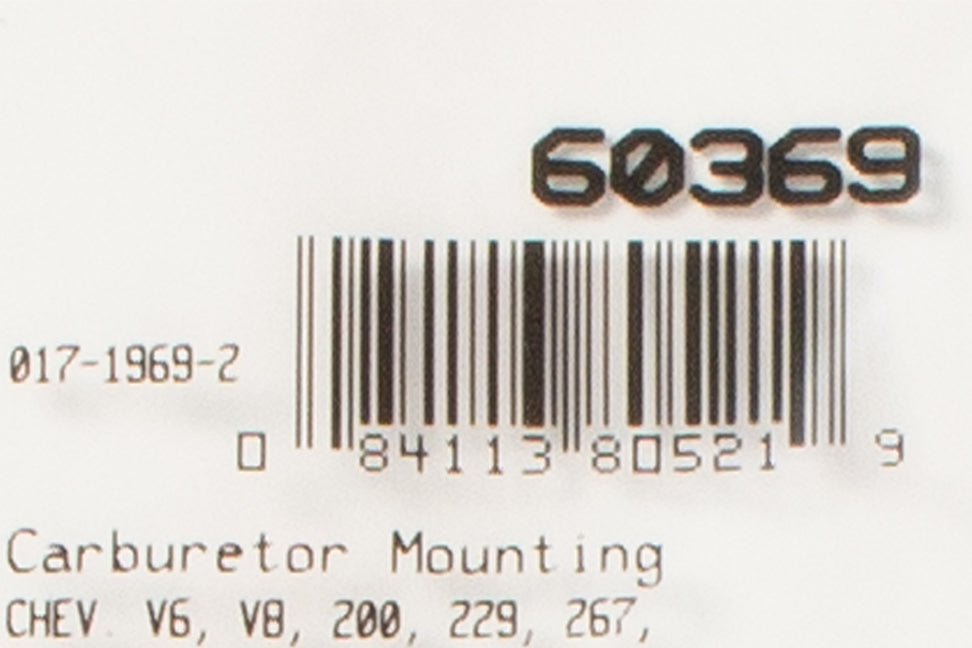 60369
017-1969-2
0 84113 80521 9
Carburetor Mounting
CHEV. V6, V8, 200, 229, 267,